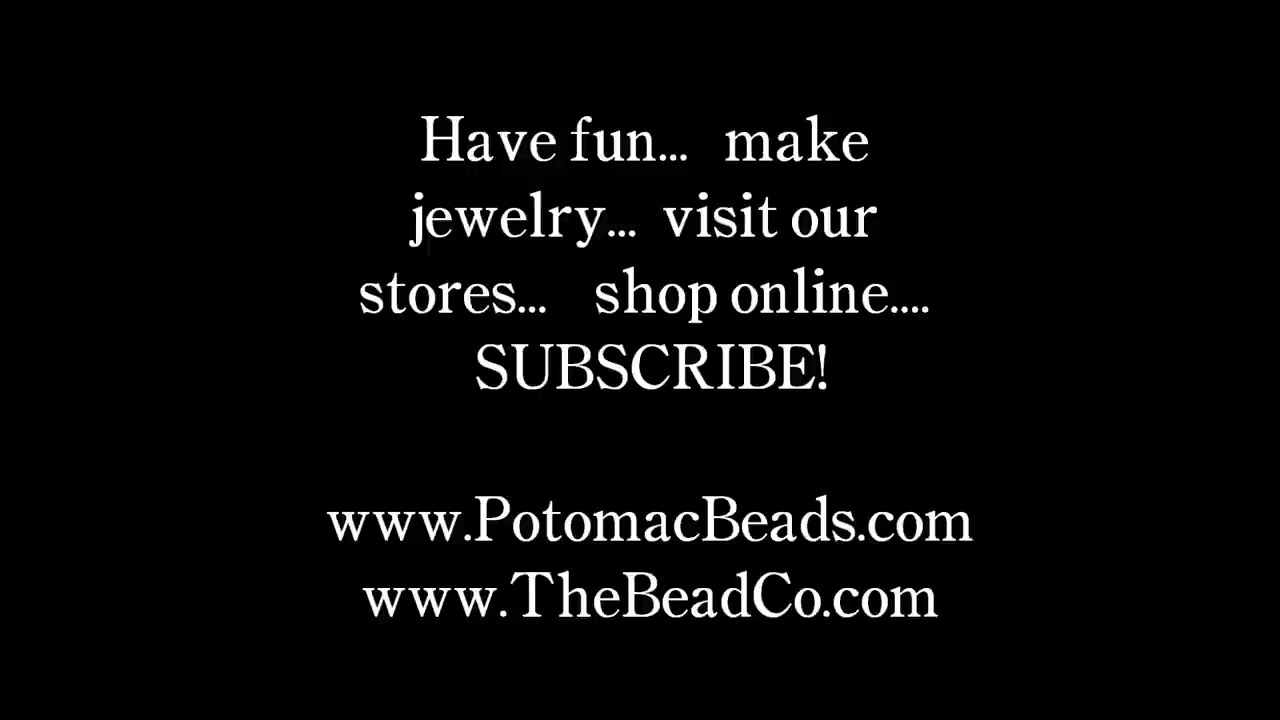 Have fun... make
jewelry... visit our
stores... shop online....
SUBSCRIBE!
www.PotomacBeads.com
www.TheBeadCo.com